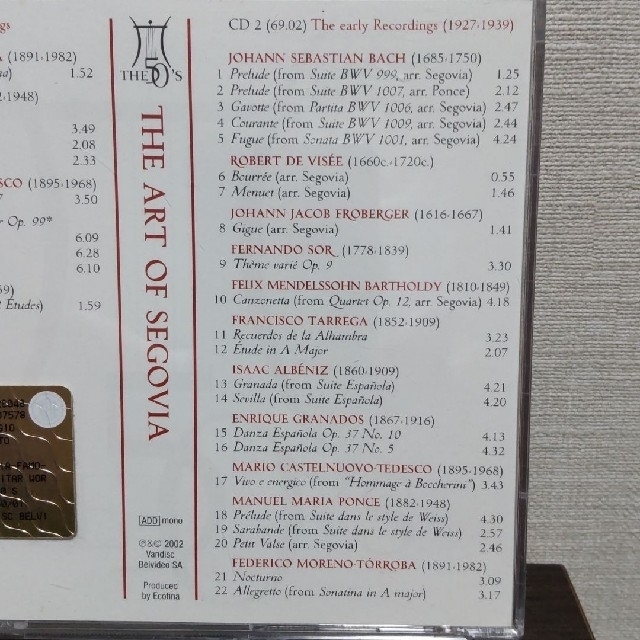 gs
A (1891-1982)
na) 1.52
2-1948)
3.49
2.08
2.33
SCO (1895-1968)
3.50
r Op. 99*
6.09
6.28
6.10
Etudes) 1.59
THE 50'S
THE ART OF SEGOVIA
ADD mono
℗&© 2002
Vandisc
Belvideo SA
Produced
by Ecofina
CD 2 (69.02) The early Recordings (1927-1939)
JOHANN SEBASTIAN BACH (1685-1750)
1 Prelude (from Suite BWV 999, arr. Segovia) 1.25
2 Prelude (from Suite BWV 1007, arr. Ponce) 2.12
3 Gavotte (from Partita BWV 1006, arr. Segovia) 2.47
4 Courante (from Suite BWV 1009, arr. Segovia) 2.44
5 Fugue (from Sonata BWV 1001, arr. Segovia) 4.24
ROBERT DE VISÉE (1660c.-1720c.)
6 Bourrée (arr. Segovia) 0.55
7 Menuet (arr. Segovia) 1.46
JOHANN JACOB FROBERGER (1616-1667)
8 Gigue (arr. Segovia) 1.41
FERNANDO SOR (1778-1839)
9 Thème varié Op. 9 3.30
FELIX MENDELSSOHN BARTHOLDY (1810-1849)
10 Canzonetta (from Quartet Op. 12, arr. Segovia) 4.18
FRANCISCO TARREGA (1852-1909)
11 Recuerdos de la Alhambra 3.23
12 Etude in A Major 2.07
ISAAC ALBÉNIZ (1860-1909)
13 Granada (from Suite Española) 4.21
14 Sevilla (from Suite Española) 4.20
ENRIQUE GRANADOS (1867-1916)
15 Danza Española Op. 37 No. 10 4.13
16 Danza Española Op. 37 No. 5 4.32
MARIO CASTELNUOVO-TEDESCO (1895-1968)
17 Vivo e energico (from "Hommage à Boccherini") 3.43
MANUEL MARIA PONCE (1882-1948)
18 Prélude (from Suite dans le style de Weiss) 4.30
19 Sarabande (from Suite dans le style de Weiss) 2.57
20 Petit Valse (arr. Segovia) 2.46
FEDERICO MORENO-TÓRROBA (1891-1982)
21 Nocturno 3.09
22 Allegretto (from Sonatina in A major) 3.17